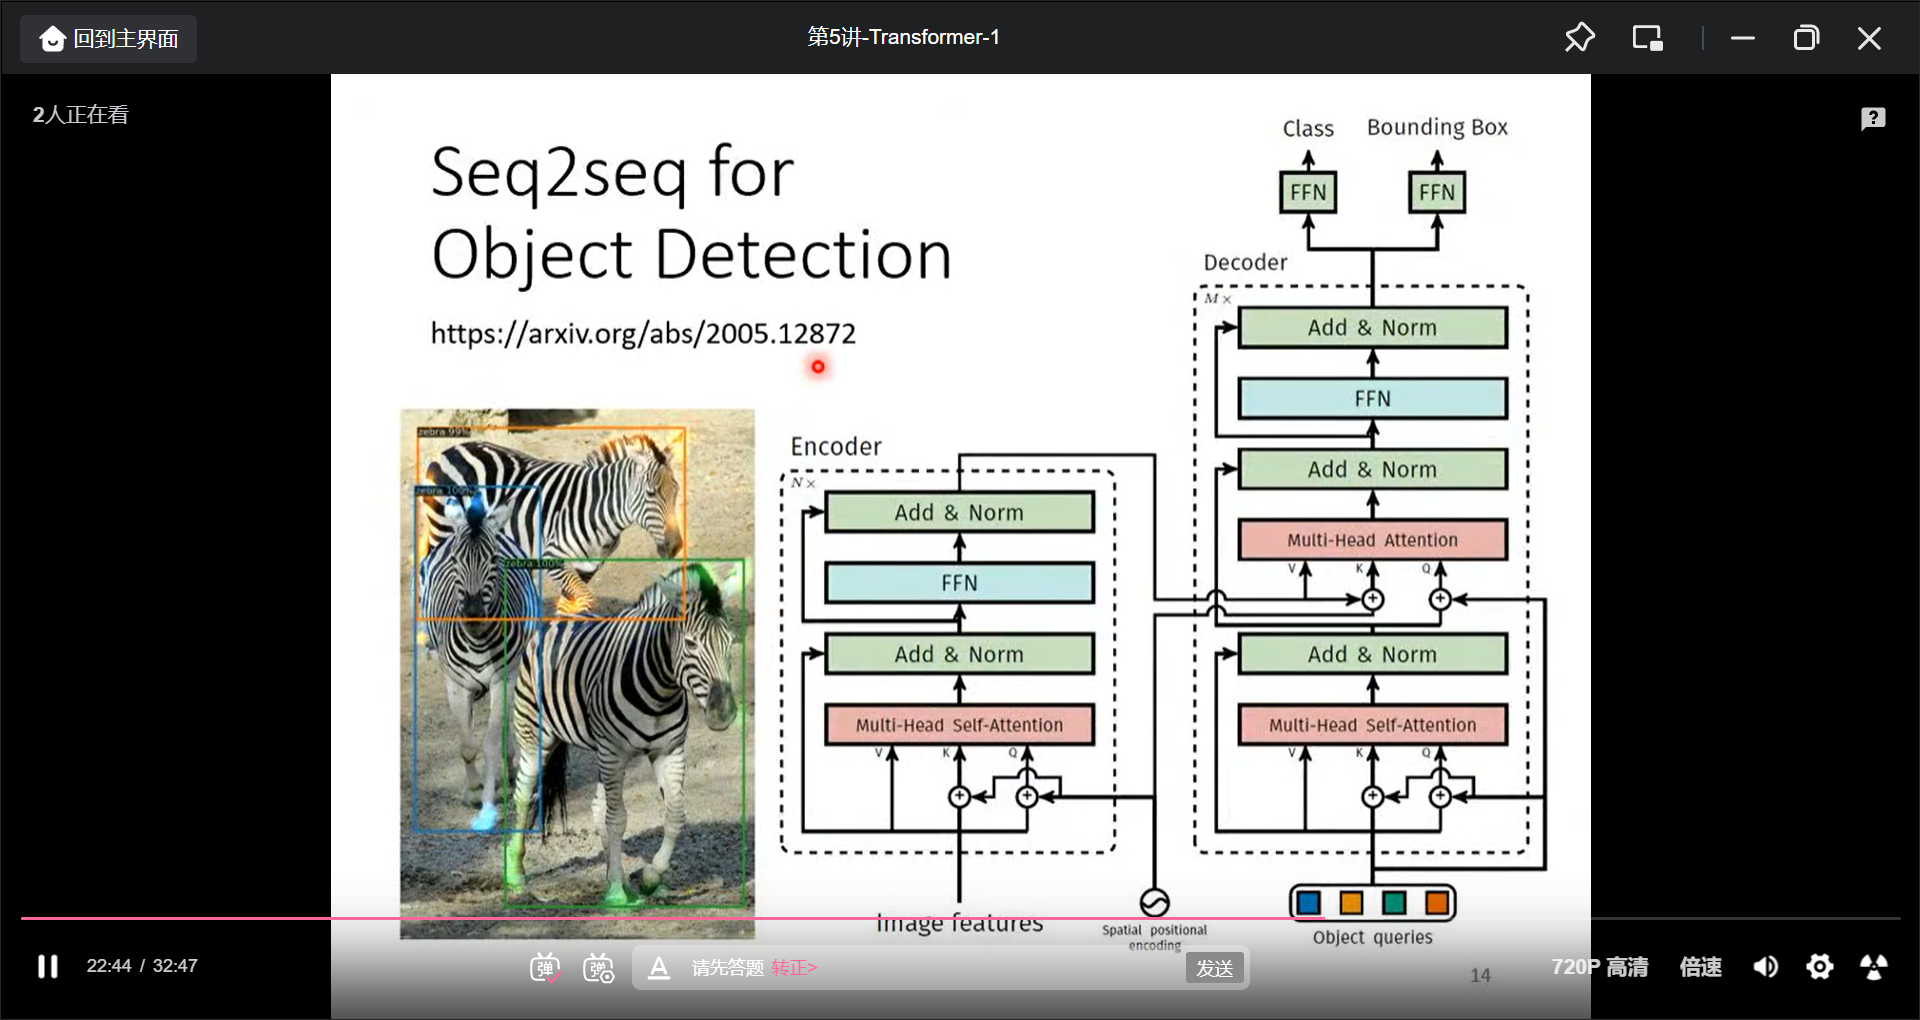 回到主界面
第5讲-Transformer-1
2人正在看
Seq2seq for
Object Detection
https://arxiv.org/abs/2005.12872
zebra 99%
zebra 100%
zebra 100%
Encoder
N×
Add & Norm
FFN
Add & Norm
Multi-Head Self-Attention
V K Q
Image features
Spatial positional
encoding
Class
Bounding Box
FFN
FFN
Decoder
M×
Add & Norm
FFN
Add & Norm
Multi-Head Attention
V K Q
Add & Norm
Multi-Head Self-Attention
V K Q
Object queries
14
22:44 / 32:47
弹
弹
A
请先答题 转正>
发送
720P 高清
倍速